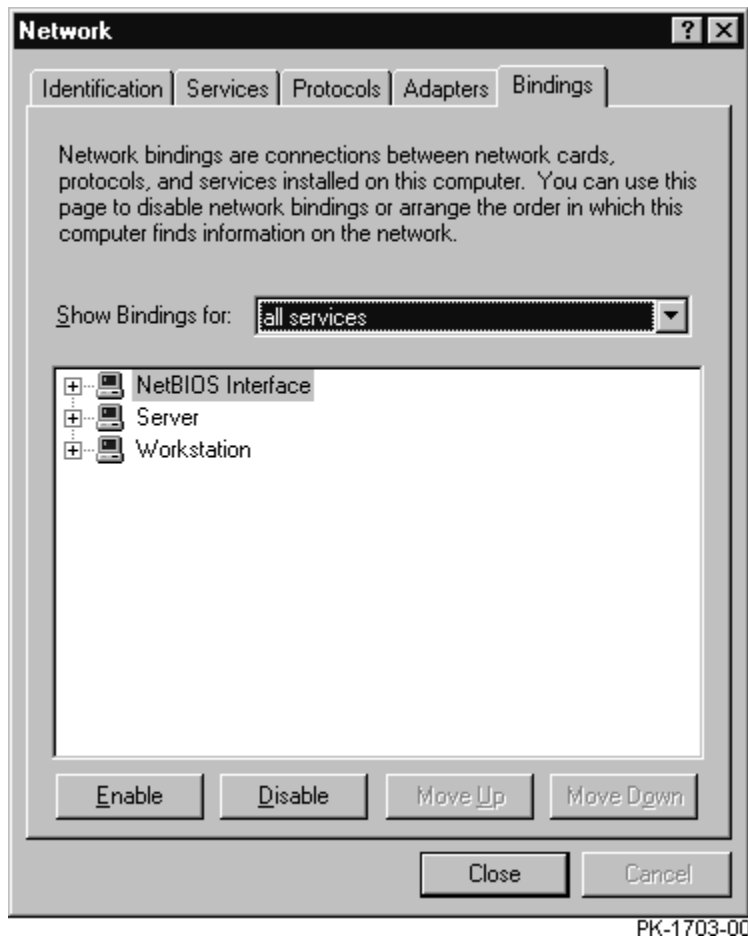 Network
Identification Services Protocols Adapters Bindings
Network bindings are connections between network cards,
protocols, and services installed on this computer. You can use this
page to disable network bindings or arrange the order in which this
computer finds information on the network.
Show Bindings for: all services
NetBIOS Interface
Server
Workstation
Enable Disable Move Up Move Down
Close Cancel
PK-1703-00